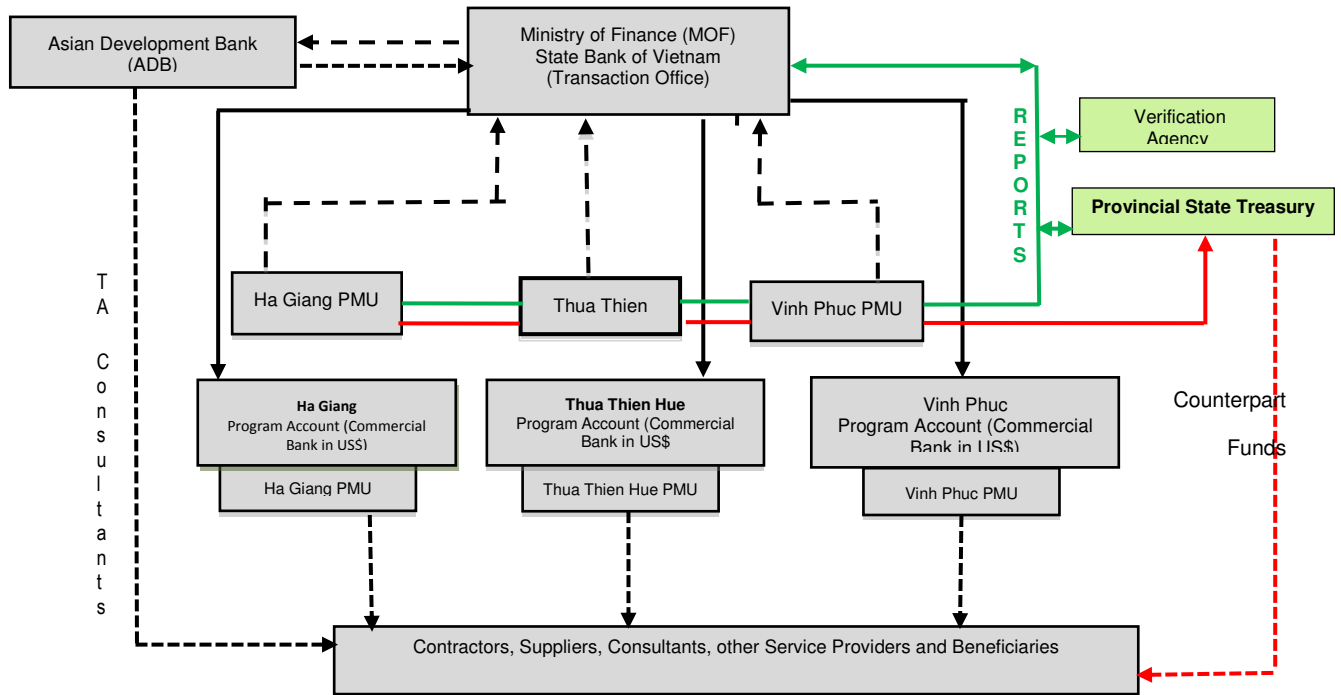 Asian Development Bank
(ADB)
Ministry of Finance (MOF)
State Bank of Vietnam
(Transaction Office)
REPORTS
Verification
Agency
Provincial State Treasury
Ha Giang PMU
Thua Thien
Vinh Phuc PMU
TA Consultants
Ha Giang
Program Account (Commercial
Bank in US$)
Ha Giang PMU
Thua Thien Hue
Program Account (Commercial
Bank in US$
Thua Thien Hue PMU
Vinh Phuc
Program Account (Commercial
Bank in US$)
Vinh Phuc PMU
Counterpart
Funds
Contractors, Suppliers, Consultants, other Service Providers and Beneficiaries